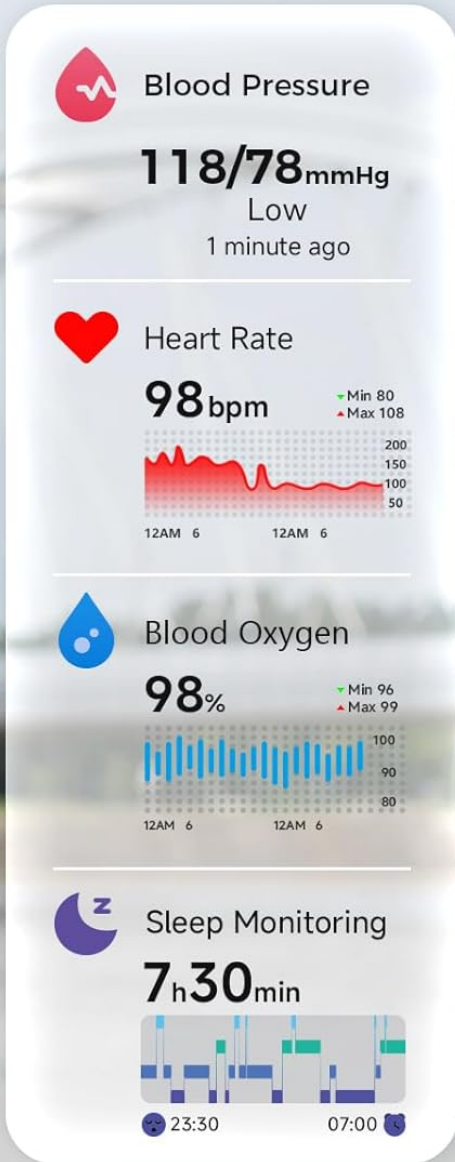 Blood Pressure
118/78mmHg
Low
1 minute ago
Heart Rate
98bpm
Min 80
Max 108
200
150
100
50
12AM 6 12AM 6
Blood Oxygen
98%
Min 96
Max 99
100
90
80
12AM 6 12AM 6
z
Sleep Monitoring
7h30min
23:30 07:00